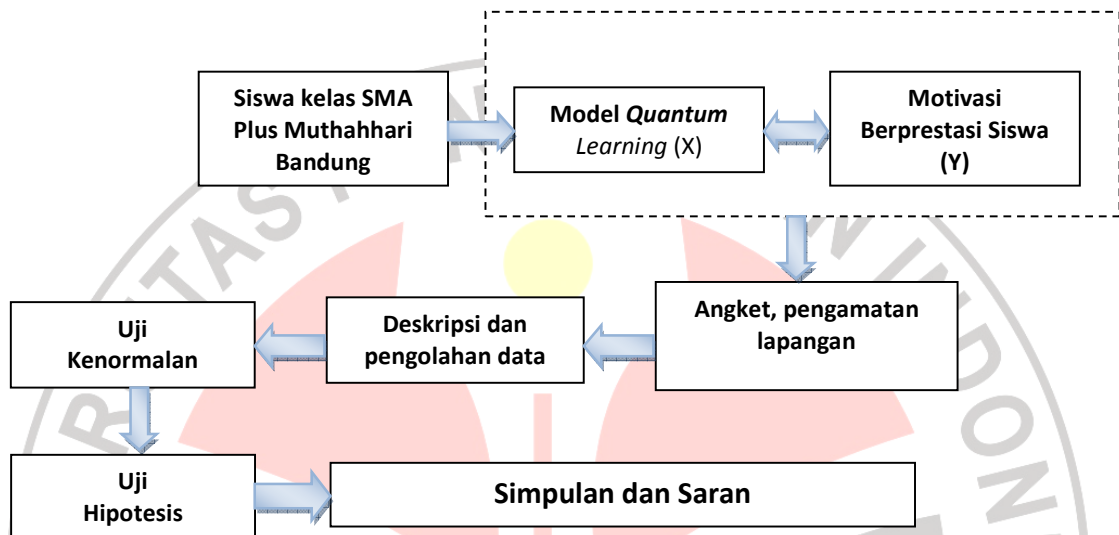 Siswa kelas SMA
Plus Muthahhari
Bandung
Model Quantum
Learning (X)
Motivasi
Berprestasi Siswa
(Y)
Angket, pengamatan
lapangan
Deskripsi dan
pengolahan data
Uji
Kenormalan
Uji
Hipotesis
Simpulan dan Saran